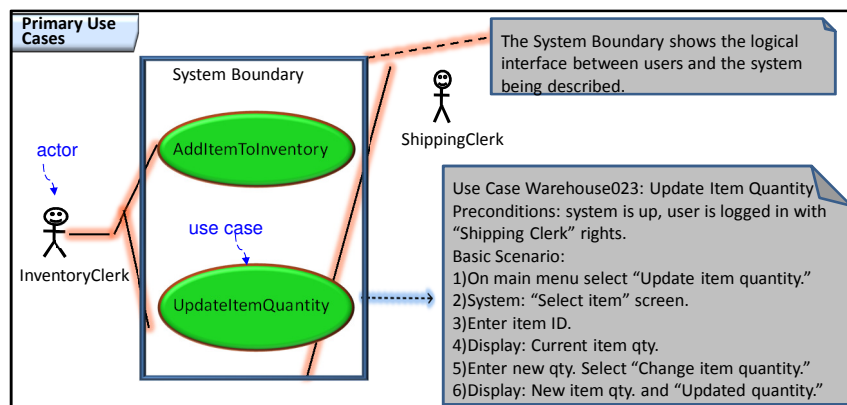 Primary Use
Cases
System Boundary
The System Boundary shows the logical
interface between users and the system
being described.
ShippingClerk
AddItemToInventory
actor
InventoryClerk
use case
UpdateItemQuantity
Use Case Warehouse023: Update Item Quantity
Preconditions: system is up, user is logged in with
“Shipping Clerk” rights.
Basic Scenario:
1)On main menu select “Update item quantity.”
2)System: “Select item” screen.
3)Enter item ID.
4)Display: Current item qty.
5)Enter new qty. Select “Change item quantity.”
6)Display: New item qty. and “Updated quantity.”